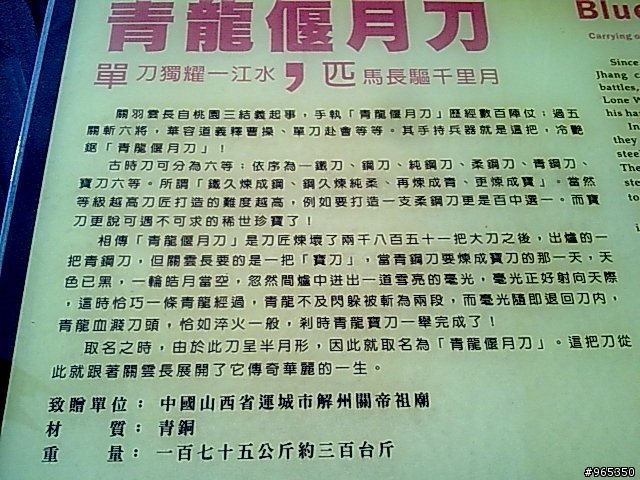 青龍偃月刀
單刀獨耀一江水，匹馬長驅千里月
關羽雲長自桃園三結義起事，手執「青龍偃月刀」歷經數百陣仗：過五
關斬六將，華容道義釋曹操、單刀赴會等等。其手持兵器就是這把，冷艷
鋸「青龍偃月刀」！
古時刀可分為六等；依序為一鐵刀、鋼刀、純鋼刀、柔鋼刀、青鋼刀、
寶刀六等。所謂「鐵久煉成鋼、鋼久煉純柔、再煉成青、更煉成寶」。當然
等級越高刀匠打造的難度越高，例如要打造一支柔鋼刀更是百中選一。而寶
刀更說可遇不可求的稀世珍寶了！
相傳「青龍偃月刀」是刀匠煉壞了兩千八百五十一把大刀之後，出爐的一
把青鋼刀，但關雲長要的是一把「寶刀」，當青鋼刀要煉成寶刀的那一天，天
色已黑，一輪皓月當空，忽然間爐中迸出一道雪亮的毫光，毫光正好射向天際
，這時恰巧一條青龍經過，青龍不及閃躲被斬為兩段，而毫光隨即退回刀內，
青龍血濺刀頭，恰如淬火一般，剎時青龍寶刀一舉完成了！
取名之時，由於此刀呈半月形，因此就取名為「青龍偃月刀」。這把刀從
此就跟著關雲長展開了它傳奇華麗的一生。
致贈單位：中國山西省運城市解州關帝祖廟
材　　質：青銅
重　　量：一百七十五公斤約三百台斤
Blue
Carrying o
Since
Jhang c
battles,
Lone
his ha
In
they
stee
The
ste
to
#965350